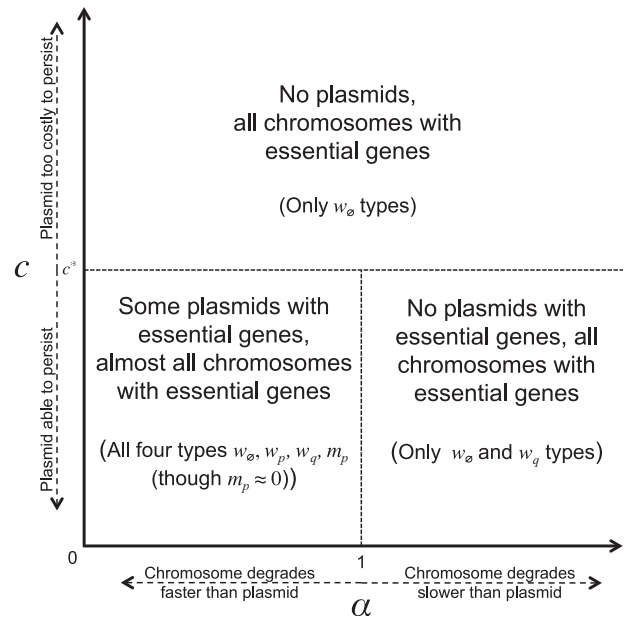 Plasmid too costly to persist
No plasmids,
all chromosomes with
essential genes
(Only w∅ types)
c
c*
Plasmid able to persist
Some plasmids with
essential genes,
almost all chromosomes
with essential genes
(All four types w∅, wp, wq, mp
(though mp ≈ 0))
No plasmids with
essential genes, all
chromosomes with
essential genes
(Only w∅ and wq types)
0
1
Chromosome degrades
faster than plasmid
Chromosome degrades
slower than plasmid
α